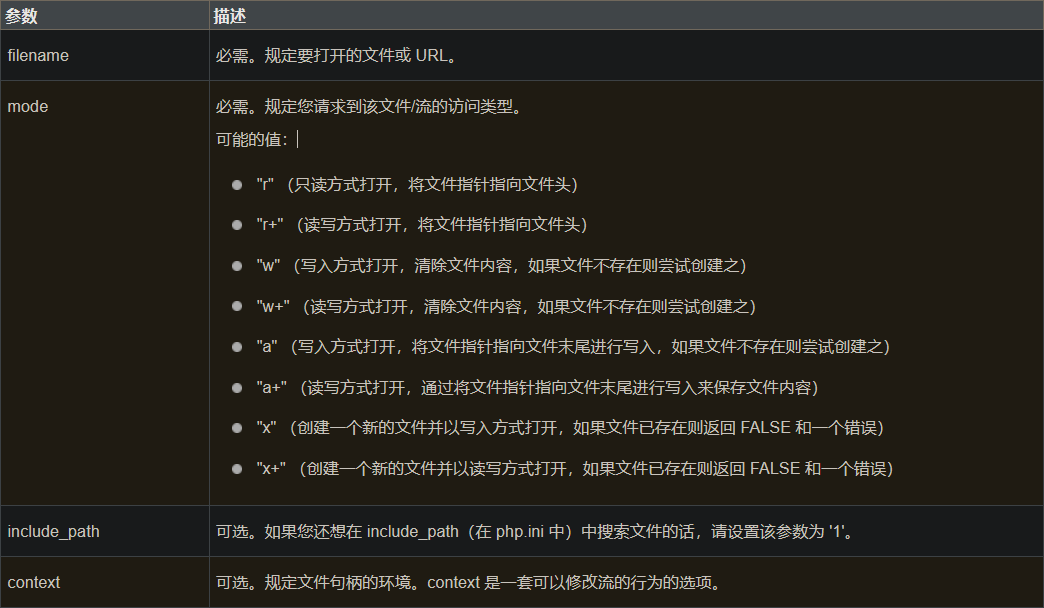 参数 描述
filename 必需。规定要打开的文件或 URL。
mode 必需。规定您请求到该文件/流的访问类型。
可能的值：
"r" （只读方式打开，将文件指针指向文件头）
"r+" （读写方式打开，将文件指针指向文件头）
"w" （写入方式打开，清除文件内容，如果文件不存在则尝试创建之）
"w+" （读写方式打开，清除文件内容，如果文件不存在则尝试创建之）
"a" （写入方式打开，将文件指针指向文件末尾进行写入，如果文件不存在则尝试创建之）
"a+" （读写方式打开，通过将文件指针指向文件末尾进行写入来保存文件内容）
"x" （创建一个新的文件并以写入方式打开，如果文件已存在则返回 FALSE 和一个错误）
"x+" （创建一个新的文件并以读写方式打开，如果文件已存在则返回 FALSE 和一个错误）
include_path 可选。如果您还想在 include_path（在 php.ini 中）中搜索文件的话，请设置该参数为 '1'。
context 可选。规定文件句柄的环境。context 是一套可以修改流的行为的选项。